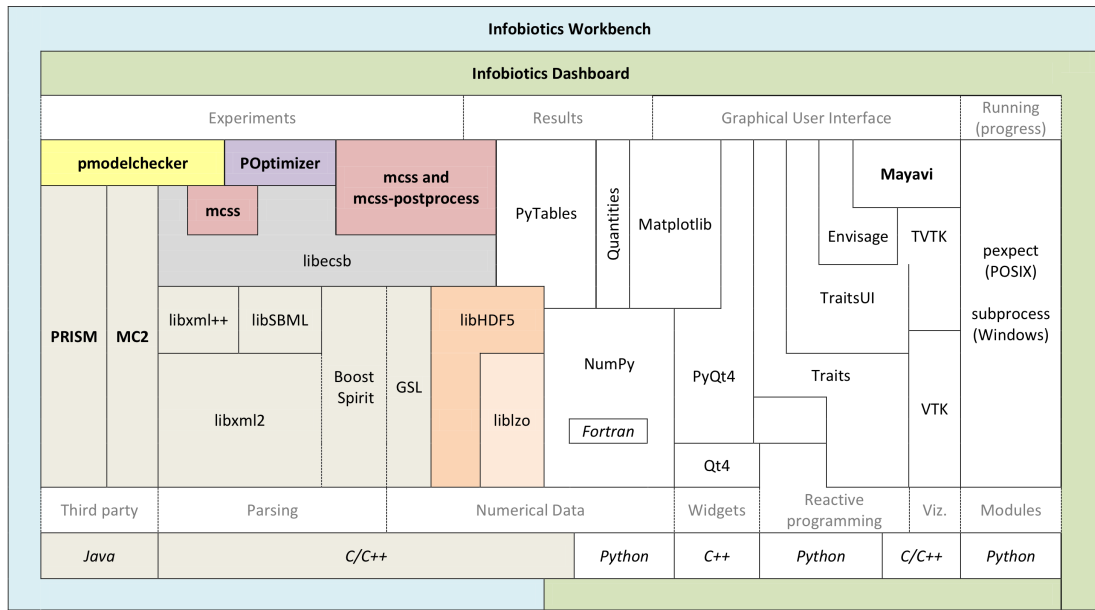 Infobiotics Workbench
Infobiotics Dashboard
Experiments
Results
Graphical User Interface
Running
(progress)
pmodelchecker
POptimizer
mcss and
mcss-postprocess
mcss
libecsb
PyTables
Quantities
Matplotlib
Mayavi
Envisage
TVTK
TraitsUI
pexpect
(POSIX)
subprocess
(Windows)
PRISM
MC2
libxml++
libSBML
libHDF5
Boost
Spirit
GSL
libxml2
liblzo
NumPy
Fortran
PyQt4
Traits
VTK
Qt4
Third party
Parsing
Numerical Data
Widgets
Reactive
programming
Viz.
Modules
Java
C/C++
Python
C++
Python
C/C++
Python